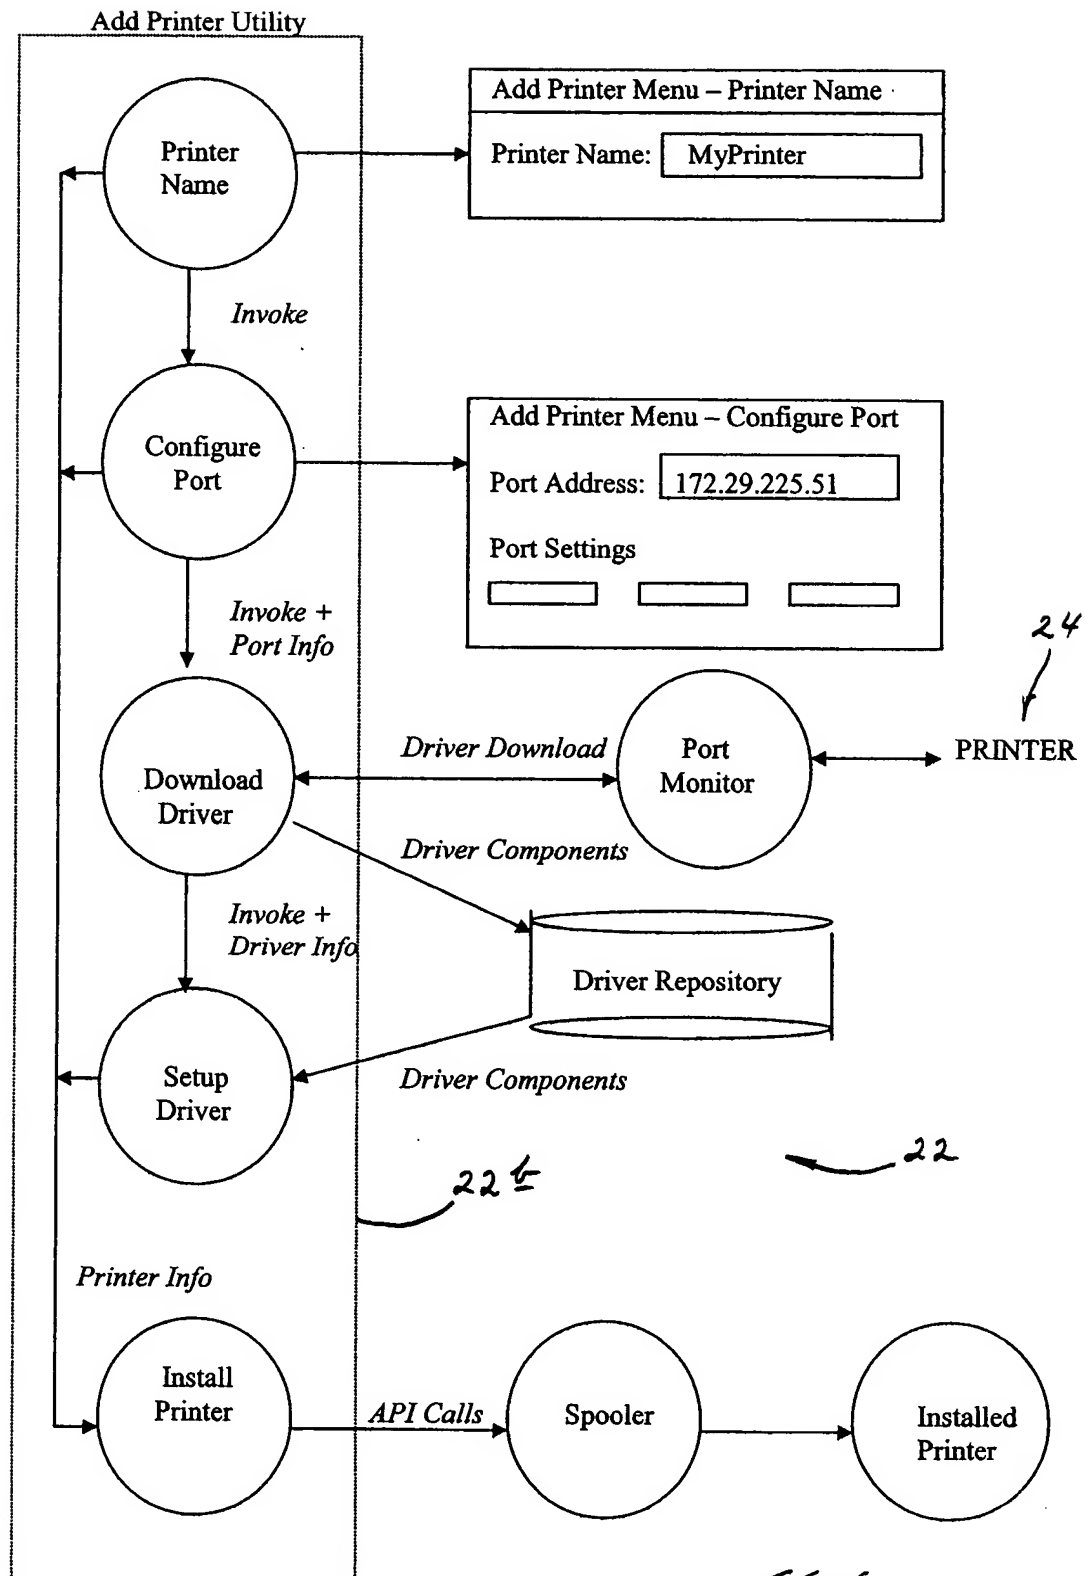 Add Printer Utility
Printer
Name
Add Printer Menu – Printer Name
Printer Name: MyPrinter
Invoke
Configure
Port
Add Printer Menu – Configure Port
Port Address: 172.29.225.51
Port Settings
Invoke +
Port Info
24
Download
Driver
Driver Download
Port
Monitor
PRINTER
Driver Components
Invoke +
Driver Info
Driver Repository
Setup
Driver
Driver Components
22
22b
Printer Info
Install
Printer
API Calls
Spooler
Installed
Printer